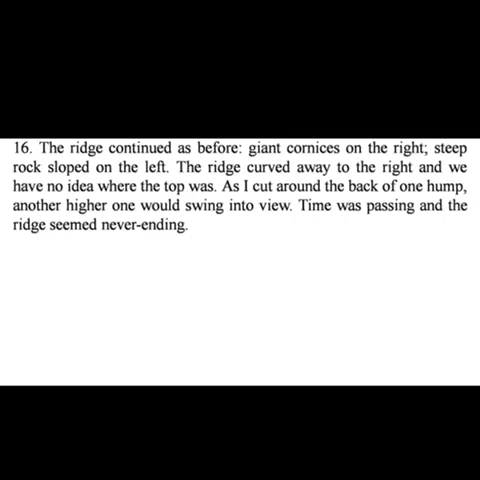 16. The ridge continued as before: giant cornices on the right; steep
rock sloped on the left. The ridge curved away to the right and we
have no idea where the top was. As I cut around the back of one hump,
another higher one would swing into view. Time was passing and the
ridge seemed never-ending.